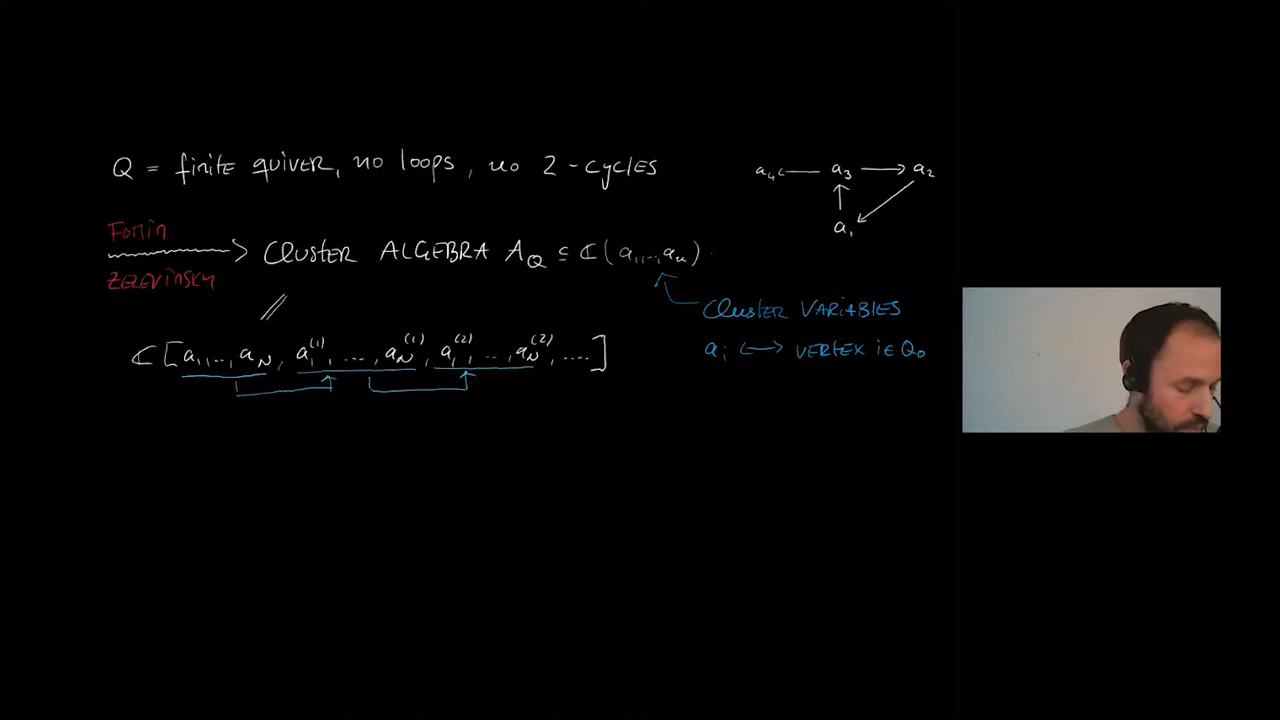 Q = finite quiver, no loops, no 2-cycles
a₄ ← a₃ → a₂
a₁
Fomin
Zelevinsky
CLUSTER ALGEBRA A_Q ⊆ ℂ(a₁,..,aₙ)
CLUSTER VARIABLES
aᵢ ↔ VERTEX i ∈ Q₀
//
ℂ[a₁,..,a_N, a₁⁽¹⁾,...., a_N⁽¹⁾, a₁⁽²⁾,..., a_N⁽²⁾,....]